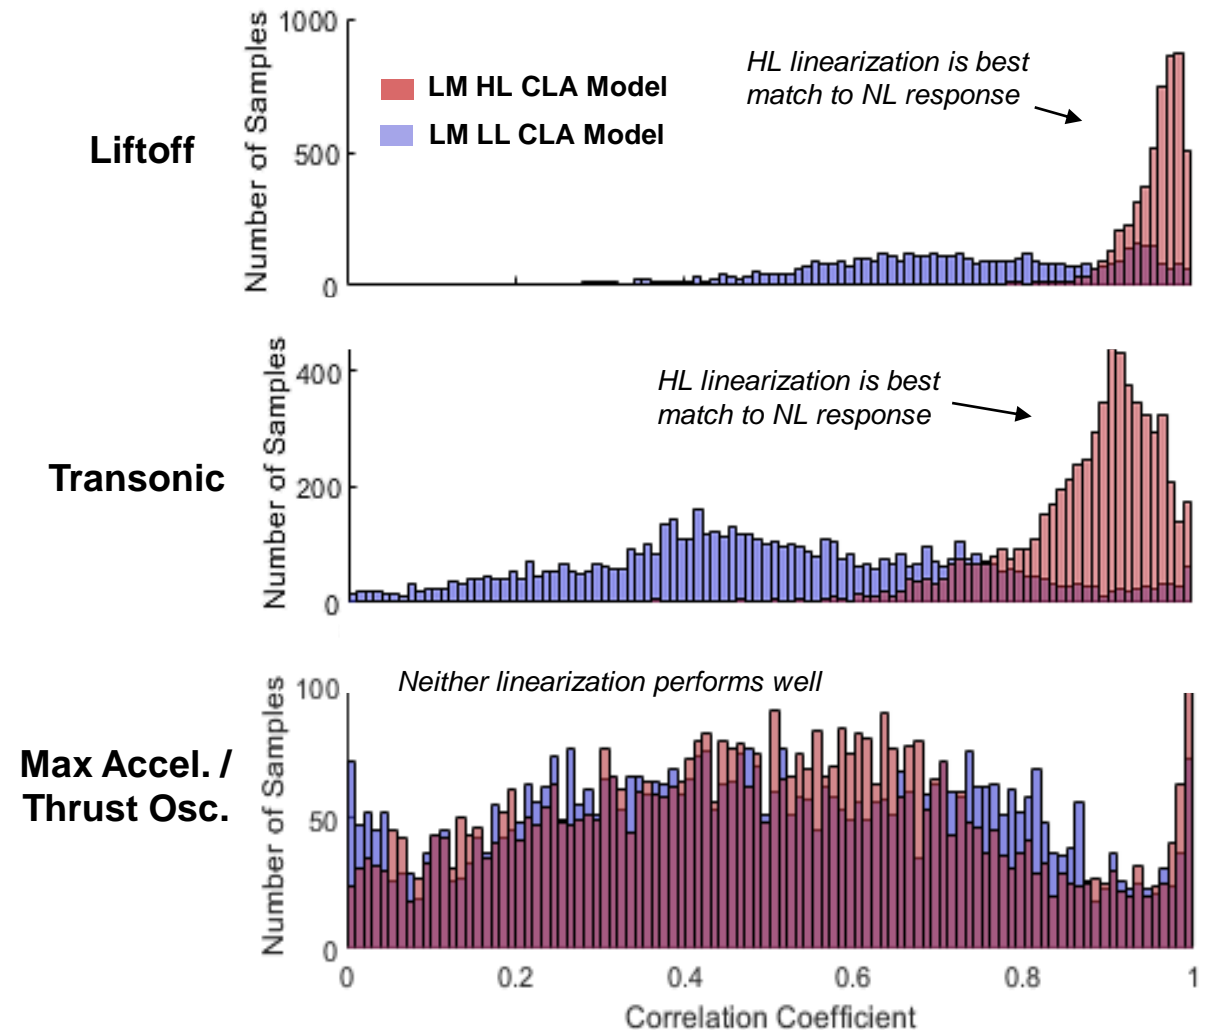 1000
500
0
Number of Samples
Liftoff
LM HL CLA Model
LM LL CLA Model
HL linearization is best
match to NL response
400
200
0
Number of Samples
Transonic
HL linearization is best
match to NL response
100
50
0
Number of Samples
Max Accel. /
Thrust Osc.
Neither linearization performs well
0
0.2
0.4
0.6
0.8
1
Correlation Coefficient